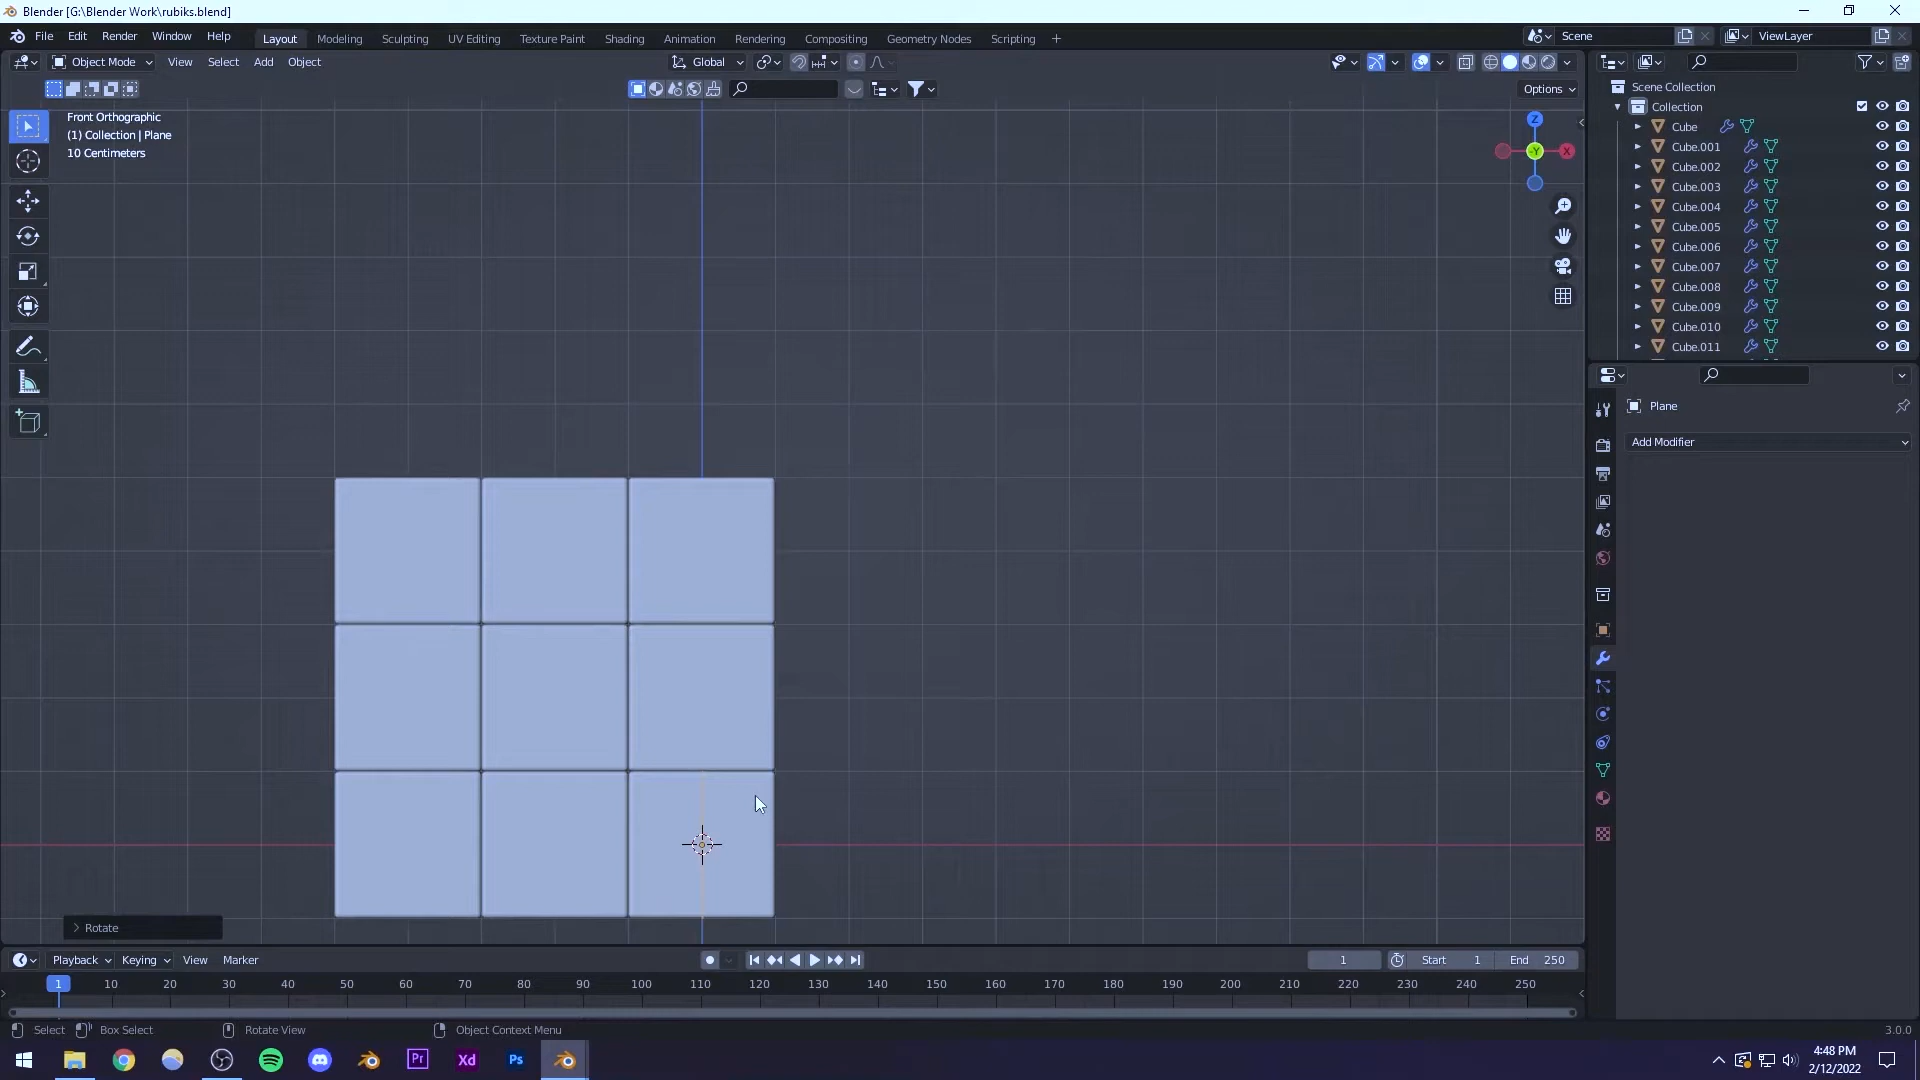 Blender [G:\Blender Work\rubiks.blend]
File Edit Render Window Help Layout Modeling Sculpting UV Editing Texture Paint Shading Animation Rendering Compositing Geometry Nodes Scripting + Scene ViewLayer
Object Mode View Select Add Object Global
Options
Front Orthographic
(1) Collection | Plane
10 Centimeters
Z
-Y
X
Scene Collection
Collection
Cube
Cube.001
Cube.002
Cube.003
Cube.004
Cube.005
Cube.006
Cube.007
Cube.008
Cube.009
Cube.010
Cube.011
Plane
Add Modifier
Rotate
Playback Keying View Marker 1 Start 1 End 250
1 10 20 30 40 50 60 70 80 90 100 110 120 130 140 150 160 170 180 190 200 210 220 230 240 250
Select Box Select Rotate View Object Context Menu 3.0.0
Pr Xd Ps
4:48 PM
2/12/2022